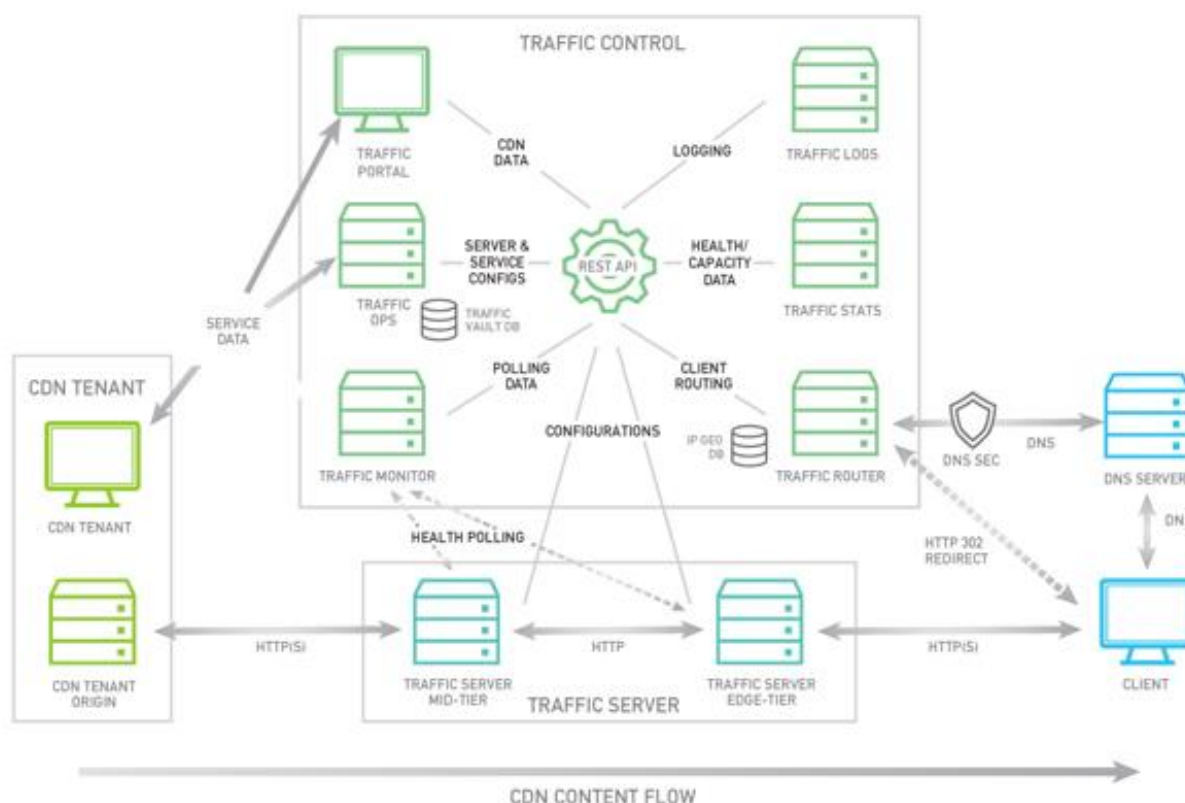 TRAFFIC CONTROL
TRAFFIC
PORTAL
CDN
DATA
LOGGING
TRAFFIC LOGS
SERVER &
SERVICE
CONFIGS
REST API
HEALTH/
CAPACITY
DATA
TRAFFIC
OPS
TRAFFIC
VAULT DB
TRAFFIC STATS
SERVICE
DATA
POLLING
DATA
CLIENT
ROUTING
CDN TENANT
CONFIGURATIONS
IP GEO
DB
DNS SEC
DNS
TRAFFIC MONITOR
TRAFFIC ROUTER
DNS SERVER
CDN TENANT
HEALTH POLLING
HTTP 302
REDIRECT
DN
HTTP(S)
HTTP
HTTP(S)
CDN TENANT
ORIGIN
TRAFFIC SERVER
MID-TIER
TRAFFIC SERVER
EDGE-TIER
CLIENT
TRAFFIC SERVER
CDN CONTENT FLOW